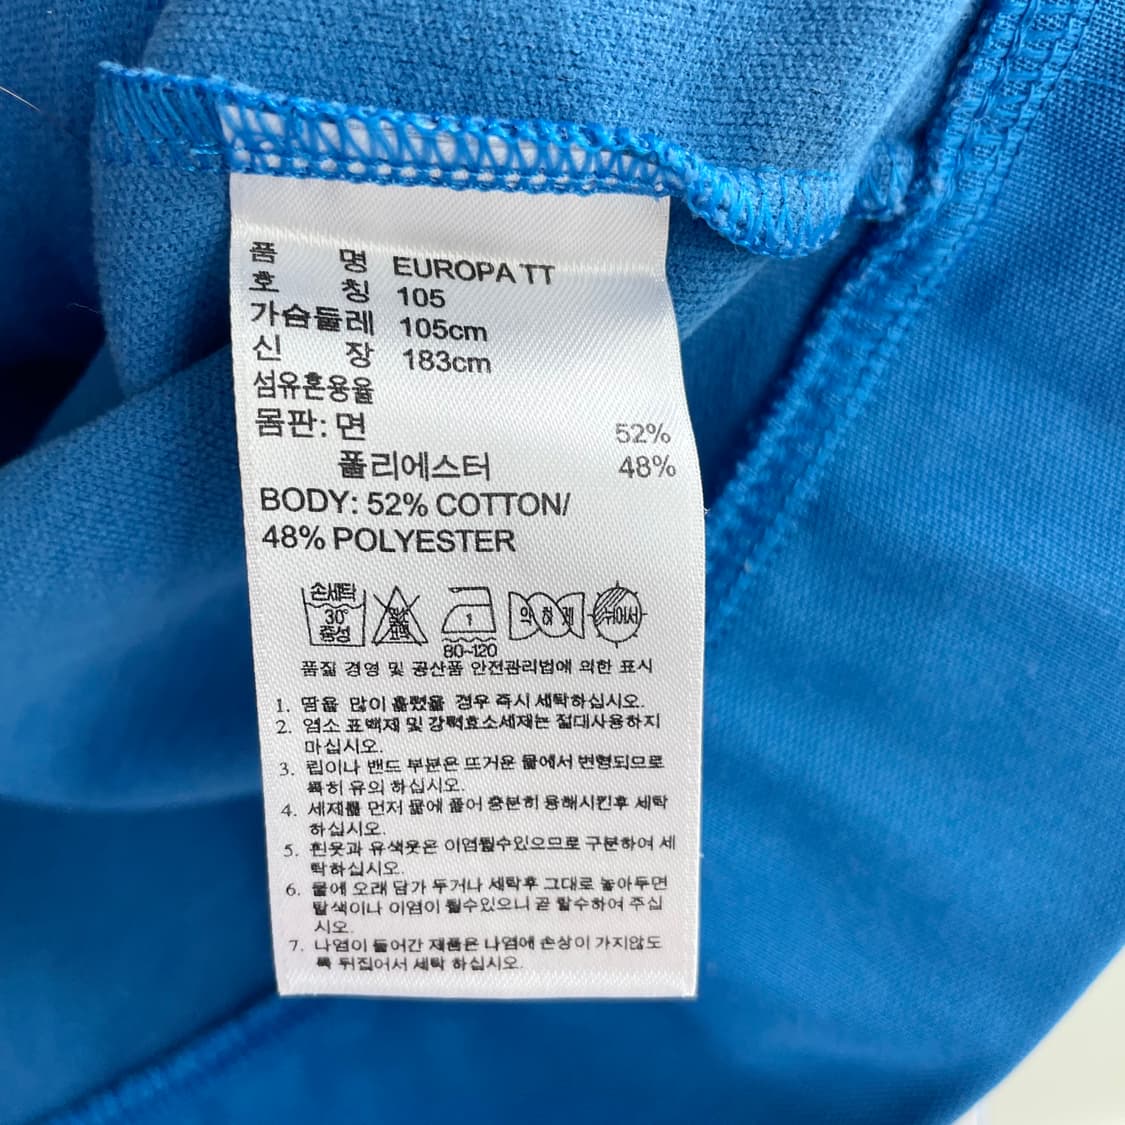 품 명 EUROPA TT
호 칭 105
가슴둘레 105cm
신 장 183cm
섬유혼용율
몸판: 면 52%
폴리에스터 48%
BODY: 52% COTTON/
48% POLYESTER
손세탁 30° 중성
염소 표백
1
80~120
약하게
뉘어서
품질 경영 및 공산품 안전관리법에 의한 표시
1. 땀을 많이 흘렸을 경우 즉시 세탁하십시오.
2. 염소 표백제 및 강력효소세제는 절대사용하지
마십시오.
3. 립이나 밴드 부분은 뜨거운 물에서 변형되므로
특히 유의 하십시오.
4. 세제를 먼저 물에 풀어 충분히 용해시킨후 세탁
하십시오.
5. 흰옷과 유색옷은 이염될수있으므로 구분하여 세
탁하십시오.
6. 물에 오래 담가 두거나 세탁후 그대로 놓아두면
탈색이나 이염이 될수있으니 곧 탈수하여 주십
시오.
7. 나염이 들어간 제품은 나염에 손상이 가지않도
록 뒤집어서 세탁 하십시오.